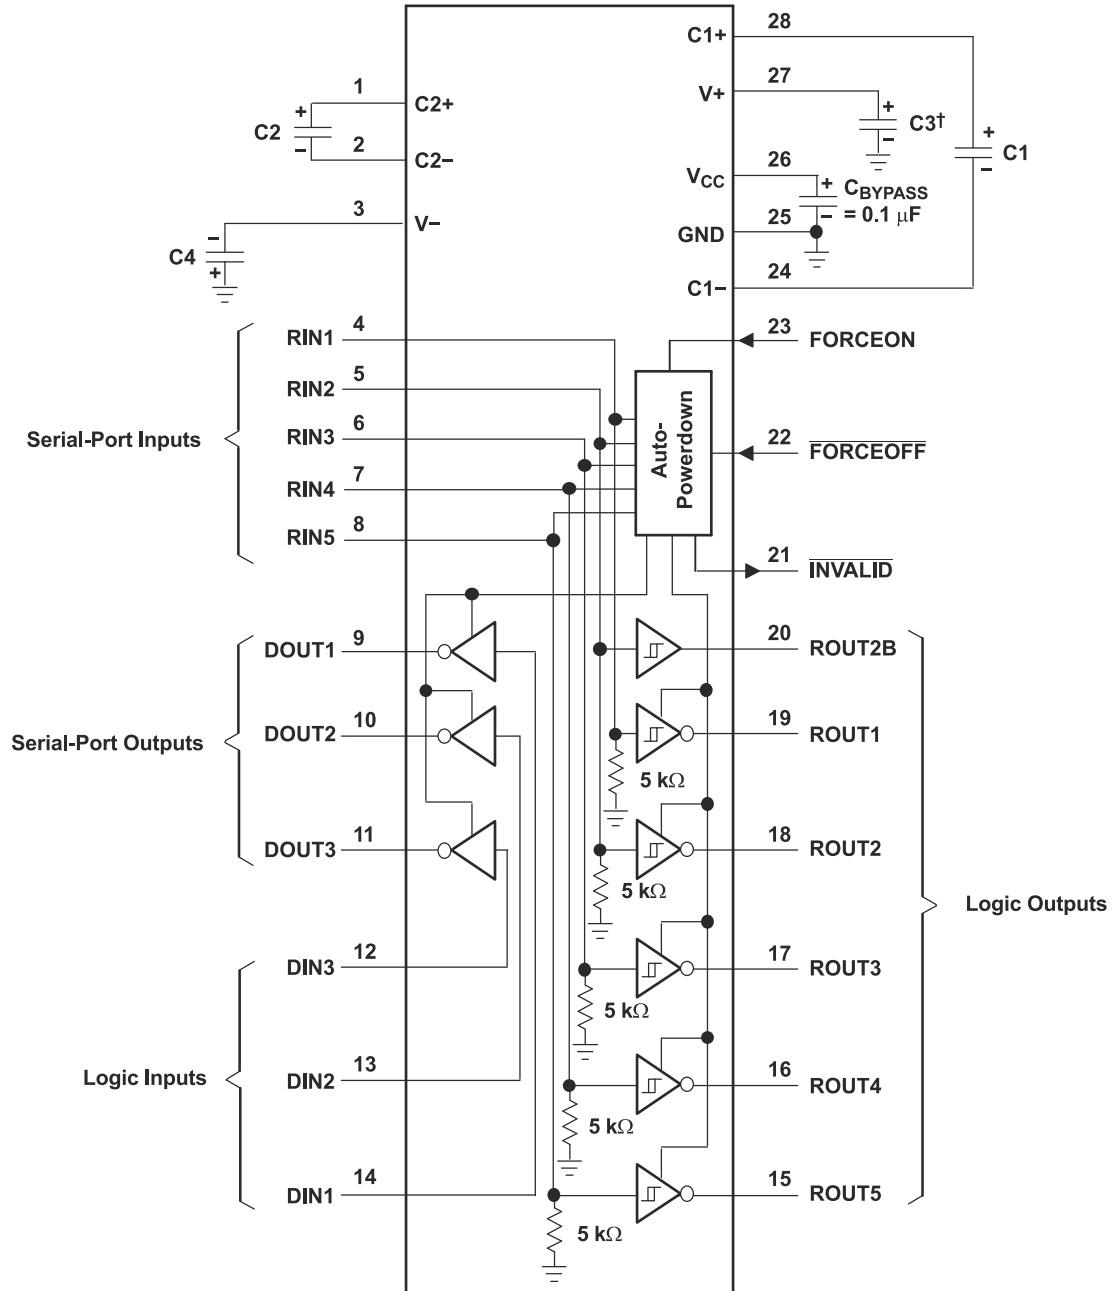 28
C1+
27
V+
1
C2+
+
C2
−
2
C2−
+
C3†
−
+
C1
−
26
VCC
+
CBYPASS
= 0.1 μF
−
25
GND
3
V−
−
C4
+
24
C1−
4
RIN1
5
RIN2
6
RIN3
7
RIN4
8
RIN5
Serial-Port Inputs
23
FORCEON
Auto-
Powerdown
22
FORCEOFF
21
INVALID
9
DOUT1
10
DOUT2
11
DOUT3
Serial-Port Outputs
20
ROUT2B
19
ROUT1
5 kΩ
18
ROUT2
5 kΩ
Logic Outputs
17
ROUT3
5 kΩ
16
ROUT4
5 kΩ
15
ROUT5
5 kΩ
12
DIN3
13
DIN2
Logic Inputs
14
DIN1